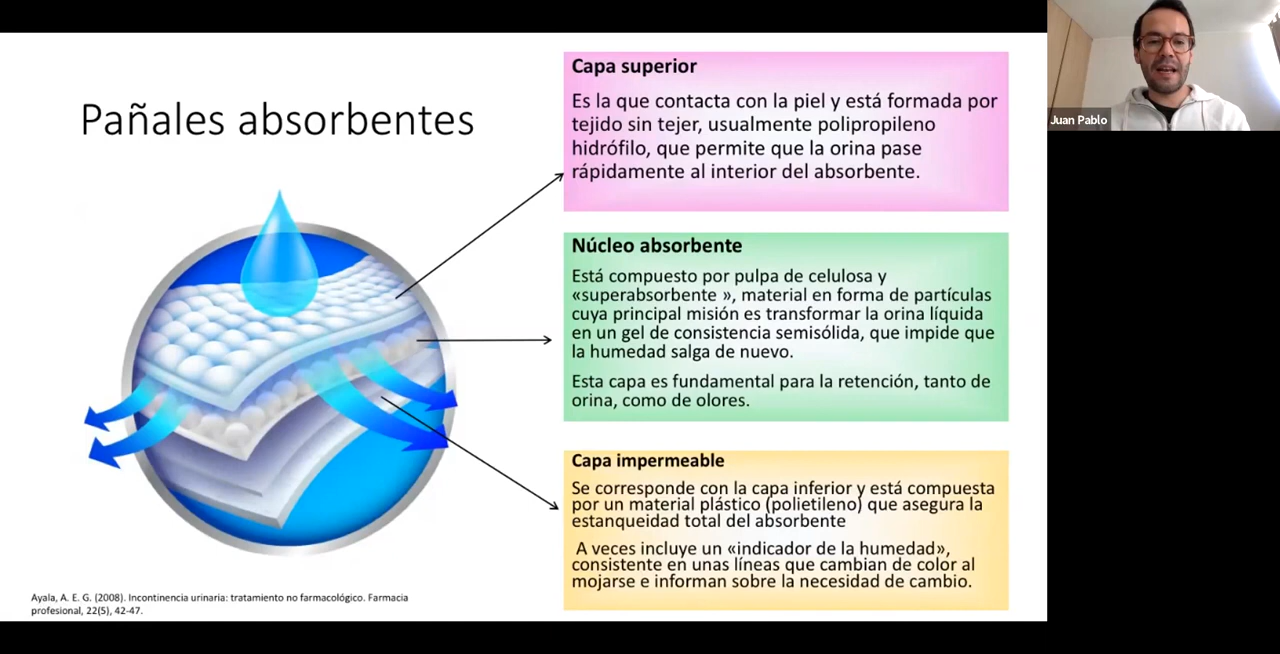 Pañales absorbentes
Capa superior
Es la que contacta con la piel y está formada por
tejido sin tejer, usualmente polipropileno
hidrófilo, que permite que la orina pase
rápidamente al interior del absorbente.
Núcleo absorbente
Está compuesto por pulpa de celulosa y
«superabsorbente », material en forma de partículas
cuya principal misión es transformar la orina líquida
en un gel de consistencia semisólida, que impide que
la humedad salga de nuevo.
Esta capa es fundamental para la retención, tanto de
orina, como de olores.
Capa impermeable
Se corresponde con la capa inferior y está compuesta
por un material plástico (polietileno) que asegura la
estanqueidad total del absorbente
A veces incluye un «indicador de la humedad»,
consistente en unas líneas que cambian de color al
mojarse e informan sobre la necesidad de cambio.
Ayala, A. E. G. (2008). Incontinencia urinaria: tratamiento no farmacológico. Farmacia
profesional, 22(5), 42-47.
Juan Pablo